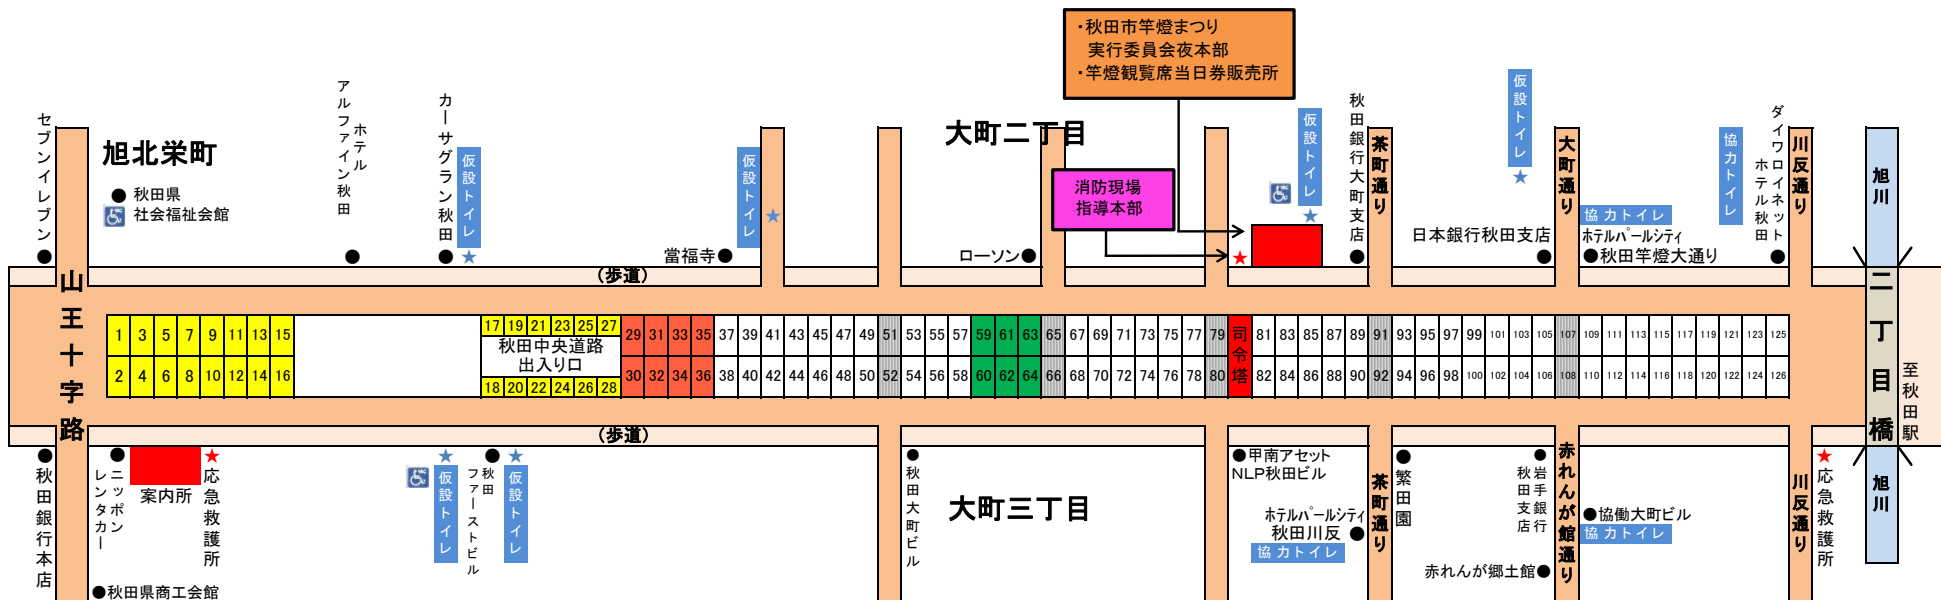 ・秋田市竿燈まつり
実行委員会夜本部
・竿燈観覧席当日券販売所
消防現場
指導本部
セブンイレブン
旭北栄町
●秋田県
社会福祉会館
ホテル
アルファイン秋田
カーサグラン秋田
仮設トイレ
當福寺●
仮設トイレ
大町二丁目
ローソン●
仮設トイレ
秋田銀行大町支店
茶町通り
仮設トイレ
日本銀行秋田支店
大町通り
協力トイレ
ホテルパールシティ
●秋田竿燈大通り
協力トイレ
ダイワロイネット
ホテル秋田
川反通り
旭川
(歩道)
山王十字路
1 3 5 7 9 11 13 15
2 4 6 8 10 12 14 16
17 19 21 23 25 27
秋田中央道路
出入り口
18 20 22 24 26 28
29 31 33 35 37 39 41 43 45 47 49 51 53 55 57 59 61 63 65 67 69 71 73 75 77 79
30 32 34 36 38 40 42 44 46 48 50 52 54 56 58 60 62 64 66 68 70 72 74 76 78 80
司令塔
81 83 85 87 89 91 93 95 97 99 101 103 105 107 109 111 113 115 117 119 121 123 125
82 84 86 88 90 92 94 96 98 100 102 104 106 108 110 112 114 116 118 120 122 124 126
二丁目橋
至秋田駅
(歩道)
秋田銀行本店
ニッポン
レンタカー
案内所
応急救護所
●秋田県商工会館
仮設トイレ
秋田
ファーストビル
仮設トイレ
秋田大町ビル
大町三丁目
●甲南アセット
NLP秋田ビル
ホテルパールシティ
秋田川反●
協力トイレ
茶町通り
繁田園
岩手銀行
秋田支店
赤れんが郷土館●
赤れんが館通り
●協働大町ビル
協力トイレ
川反通り
応急救護所
旭川